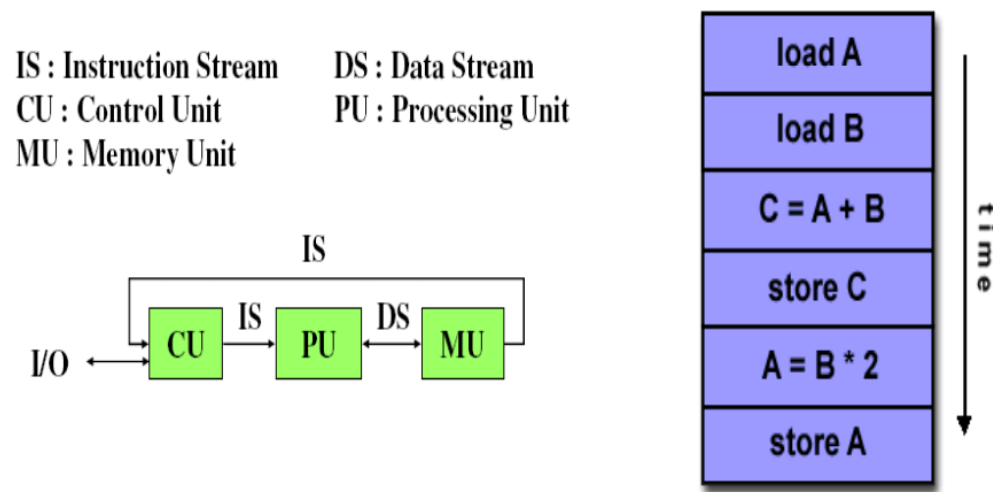 IS : Instruction Stream DS : Data Stream
CU : Control Unit PU : Processing Unit
MU : Memory Unit
IS
I/O CU IS PU DS MU
load A
load B
C = A + B
store C
A = B * 2
store A
time